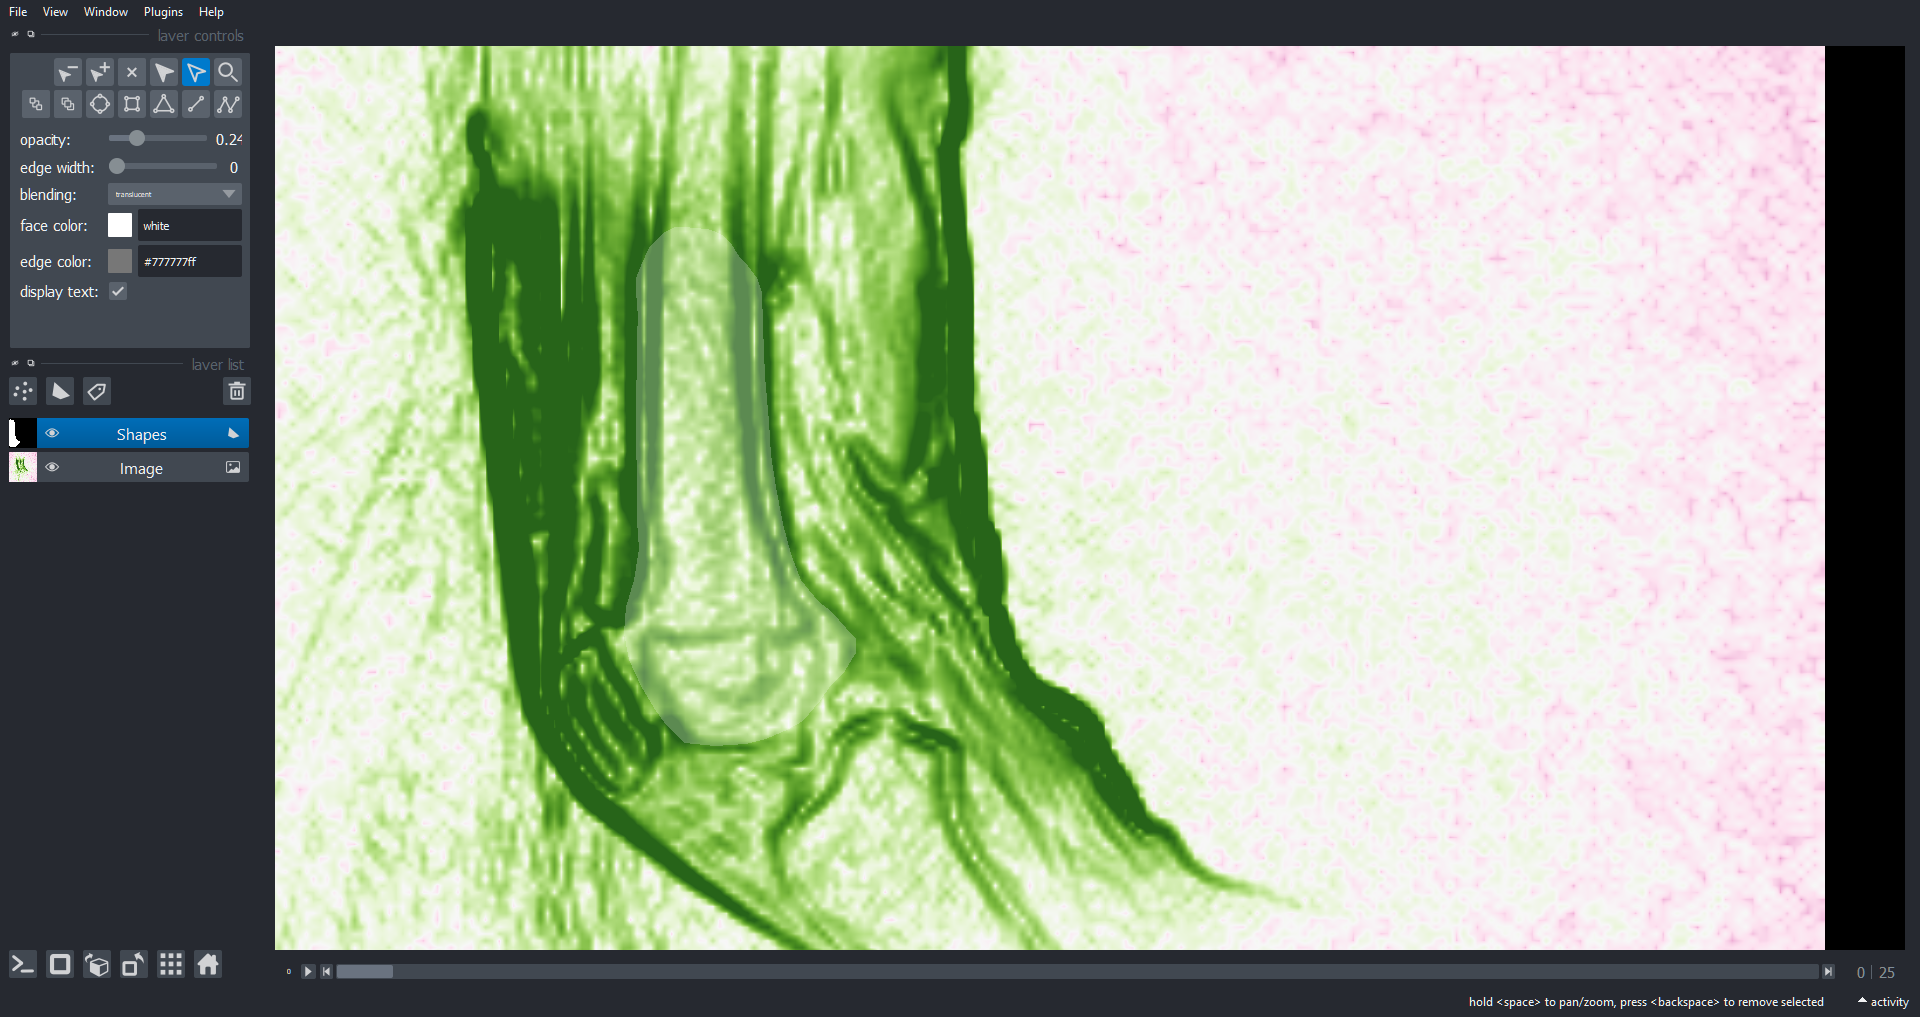 File View Window Plugins Help
layer controls
opacity: 0.24
edge width: 0
blending: translucent
face color: white
edge color: #777777ff
display text:
layer list
Shapes
Image
0
0 | 25
hold <space> to pan/zoom, press <backspace> to remove selected
activity